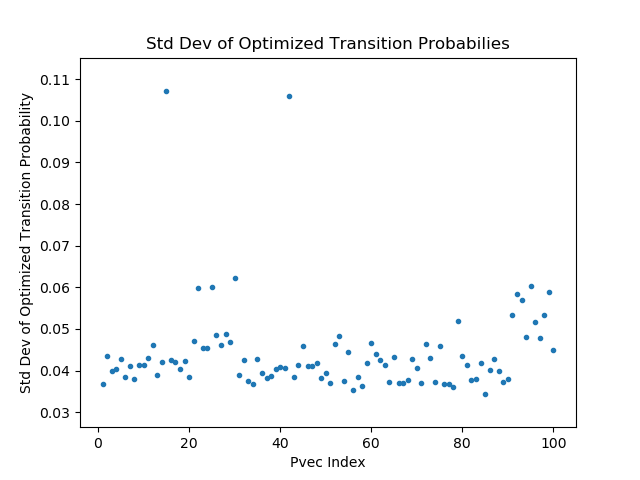 Std Dev of Optimized Transition Probabilies
Std Dev of Optimized Transition Probability
0.11
0.10
0.09
0.08
0.07
0.06
0.05
0.04
0.03
0 20 40 60 80 100
Pvec Index